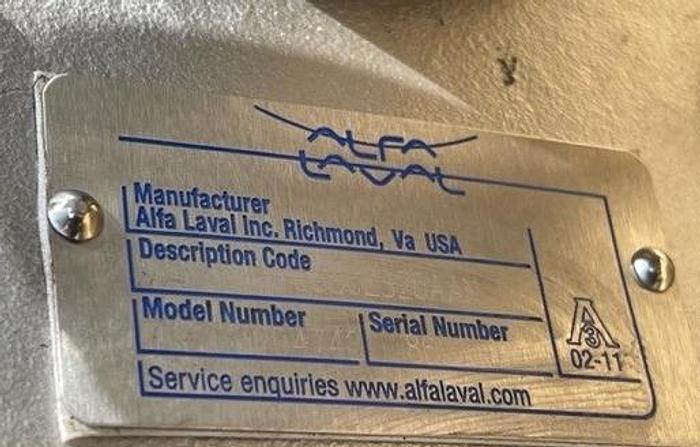 ALFA
LAVAL
Manufacturer
Alfa Laval Inc. Richmond, Va USA
Description Code
Model Number
Serial Number
A
3
02-11
Service enquiries www.alfalaval.com